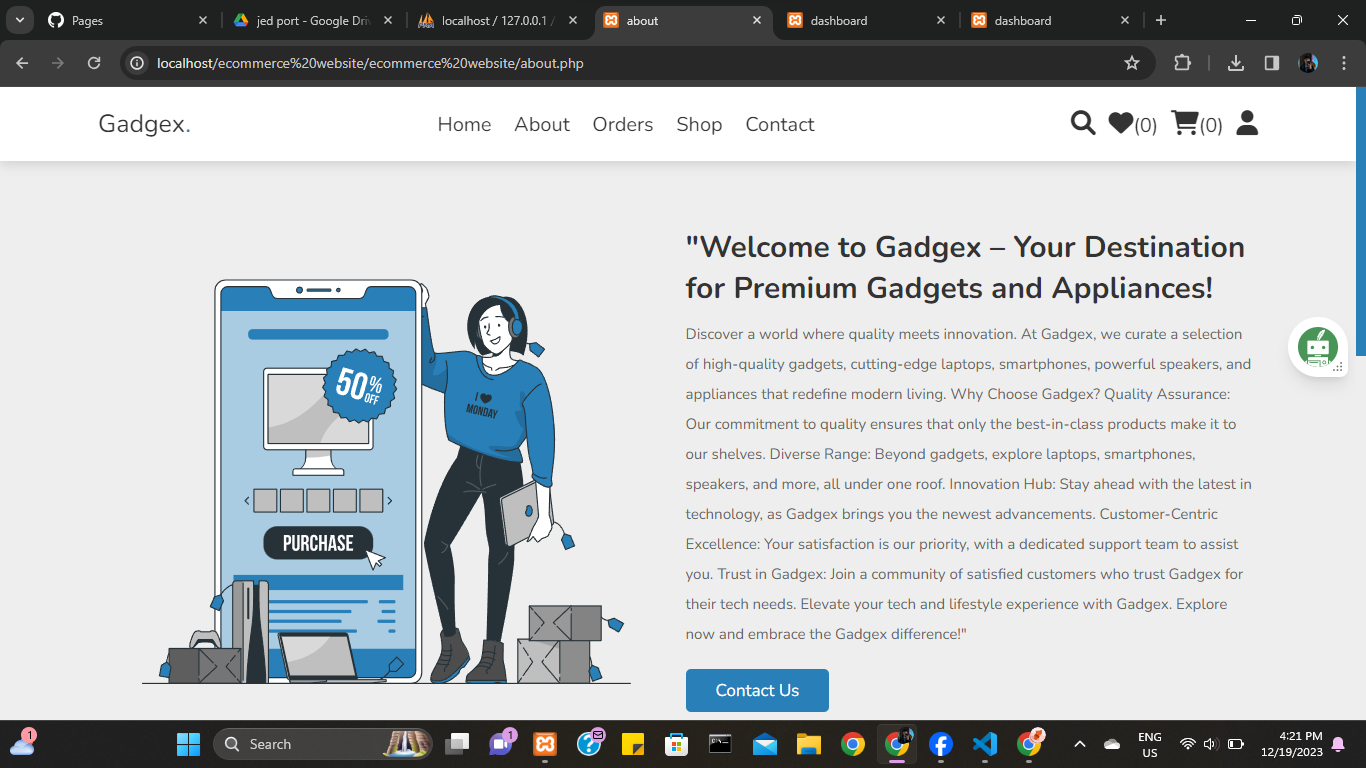 Pages
jed port - Google Dri
localhost / 127.0.0.1 /
about
dashboard
dashboard
localhost/ecommerce%20website/ecommerce%20website/about.php
Gadgex.
Home About Orders Shop Contact
(0) (0)
"Welcome to Gadgex – Your Destination
for Premium Gadgets and Appliances!
Discover a world where quality meets innovation. At Gadgex, we curate a selection
of high-quality gadgets, cutting-edge laptops, smartphones, powerful speakers, and
appliances that redefine modern living. Why Choose Gadgex? Quality Assurance:
Our commitment to quality ensures that only the best-in-class products make it to
our shelves. Diverse Range: Beyond gadgets, explore laptops, smartphones,
speakers, and more, all under one roof. Innovation Hub: Stay ahead with the latest in
technology, as Gadgex brings you the newest advancements. Customer-Centric
Excellence: Your satisfaction is our priority, with a dedicated support team to assist
you. Trust in Gadgex: Join a community of satisfied customers who trust Gadgex for
their tech needs. Elevate your tech and lifestyle experience with Gadgex. Explore
now and embrace the Gadgex difference!"
Contact Us
50%
OFF
I
MONDAY
PURCHASE
1
Search
1
ENG
US
4:21 PM
12/19/2023